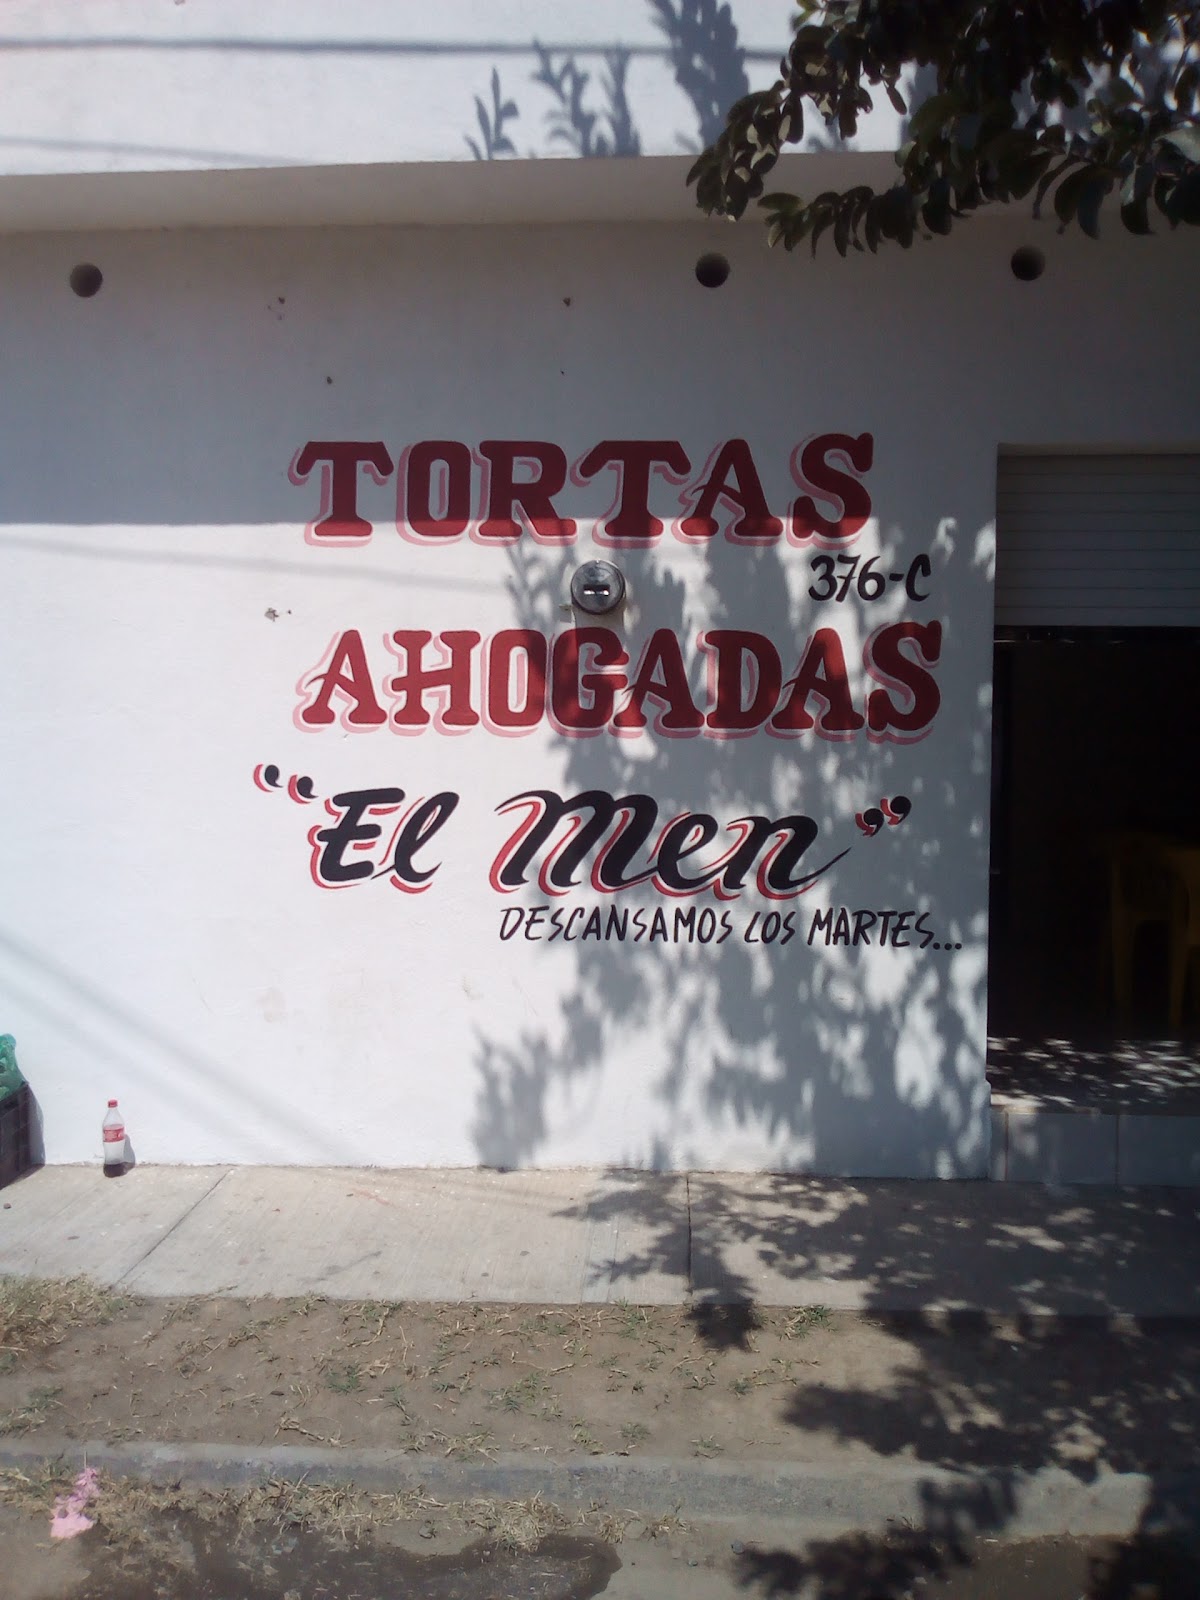 TORTAS
376-C
AHOGADAS
"El Men"
DESCANSAMOS LOS MARTES...